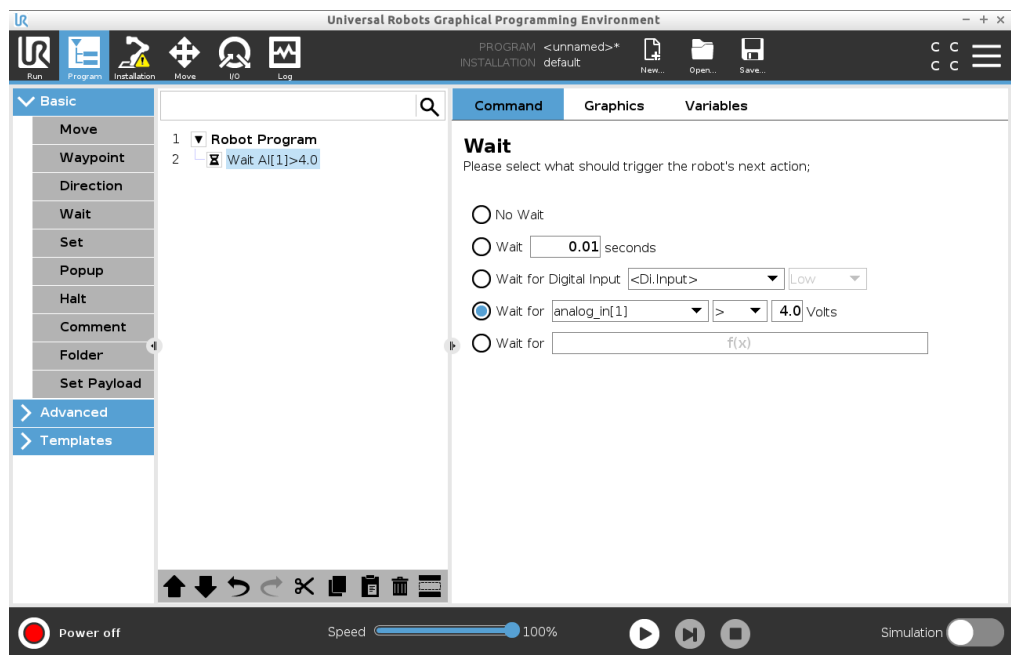 Universal Robots Graphical Programming Environment
PROGRAM <unnamed>*
INSTALLATION default
Run
Program
Installation
Move
I/O
Log
New...
Open...
Save...
C C
C C
Basic
Move
Waypoint
Direction
Wait
Set
Popup
Halt
Comment
Folder
Set Payload
Advanced
Templates
1 Robot Program
2 Wait AI[1]>4.0
Command Graphics Variables
Wait
Please select what should trigger the robot's next action;
No Wait
Wait 0.01 seconds
Wait for Digital Input <Di.Input> Low
Wait for analog_in[1] > 4.0 Volts
Wait for f(x)
Power off
Speed 100%
Simulation